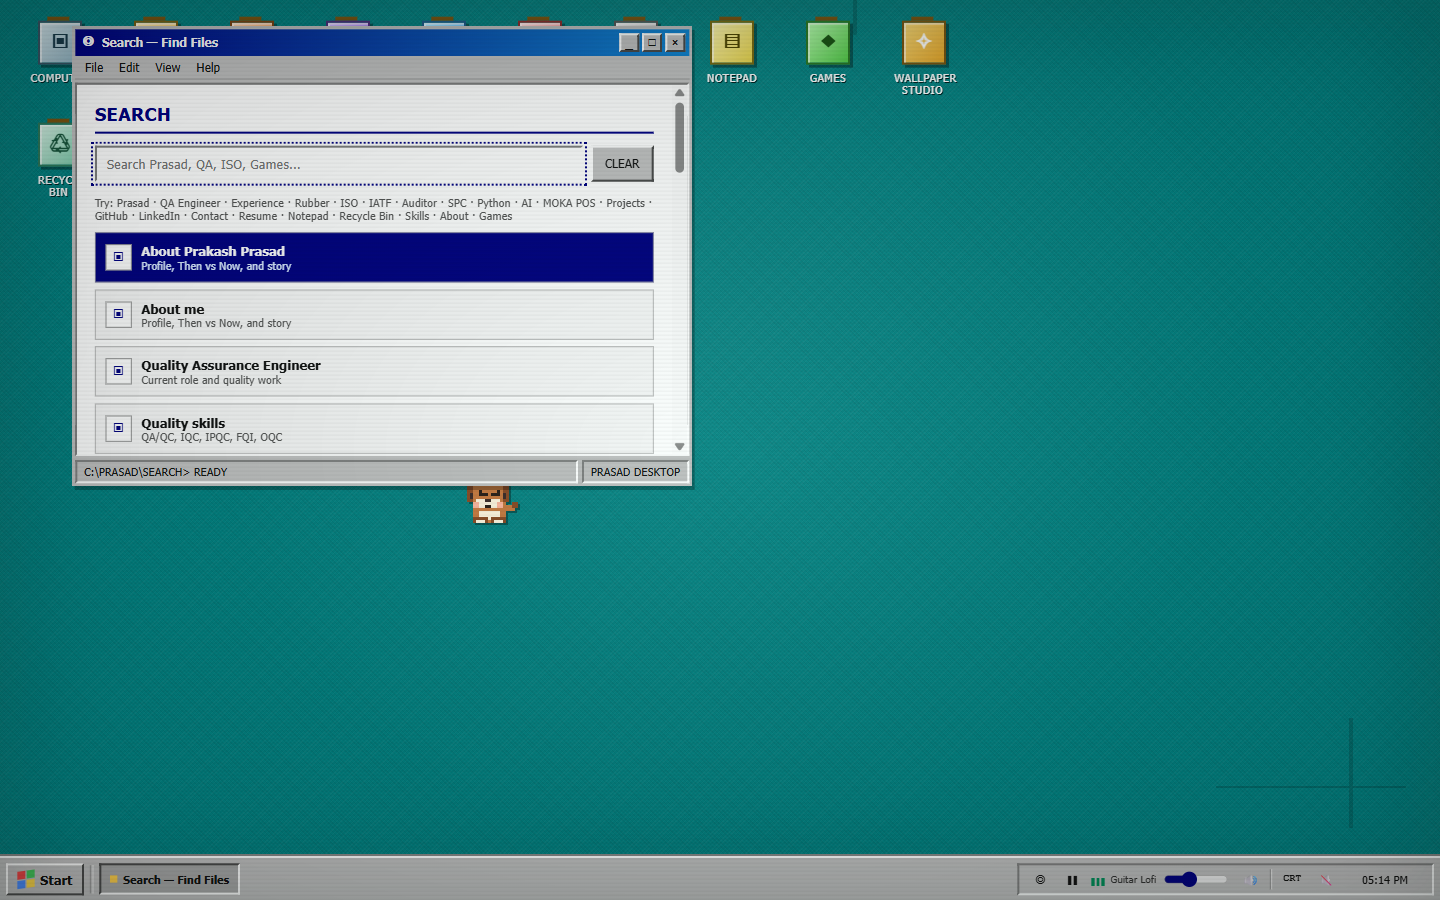 Search — Find Files
File Edit View Help
SEARCH
Search Prasad, QA, ISO, Games...
CLEAR
Try: Prasad · QA Engineer · Experience · Rubber · ISO · IATF · Auditor · SPC · Python · AI · MOKA POS · Projects ·
GitHub · LinkedIn · Contact · Resume · Notepad · Recycle Bin · Skills · About · Games
About Prakash Prasad
Profile, Then vs Now, and story
About me
Profile, Then vs Now, and story
Quality Assurance Engineer
Current role and quality work
Quality skills
QA/QC, IQC, IPQC, FQI, OQC
C:\PRASAD\SEARCH> READY
PRASAD DESKTOP
NOTEPAD
GAMES
WALLPAPER
STUDIO
BIN
Start
Search — Find Files
Guitar Lofi
CRT
05:14 PM